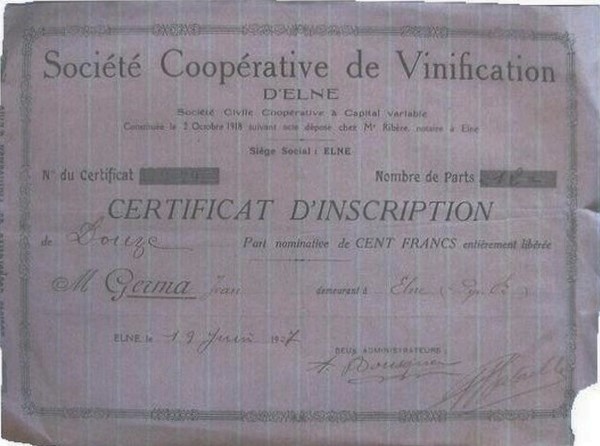 Société Coopérative de Vinification
D'ELNE
Société Civile Coopérative à Capital variable
Constituée le 2 Octobre 1918 suivant acte déposé chez Me Ribère, notaire à Elne
Siège Social : ELNE
N° du Certificat Nombre de Parts 12
CERTIFICAT D'INSCRIPTION
de Douze Part nominative de CENT FRANCS entièrement libérée
M Germa Jean demeurant à Elne
ELNE, le 19 Juin 1927
DEUX ADMINISTRATEURS :